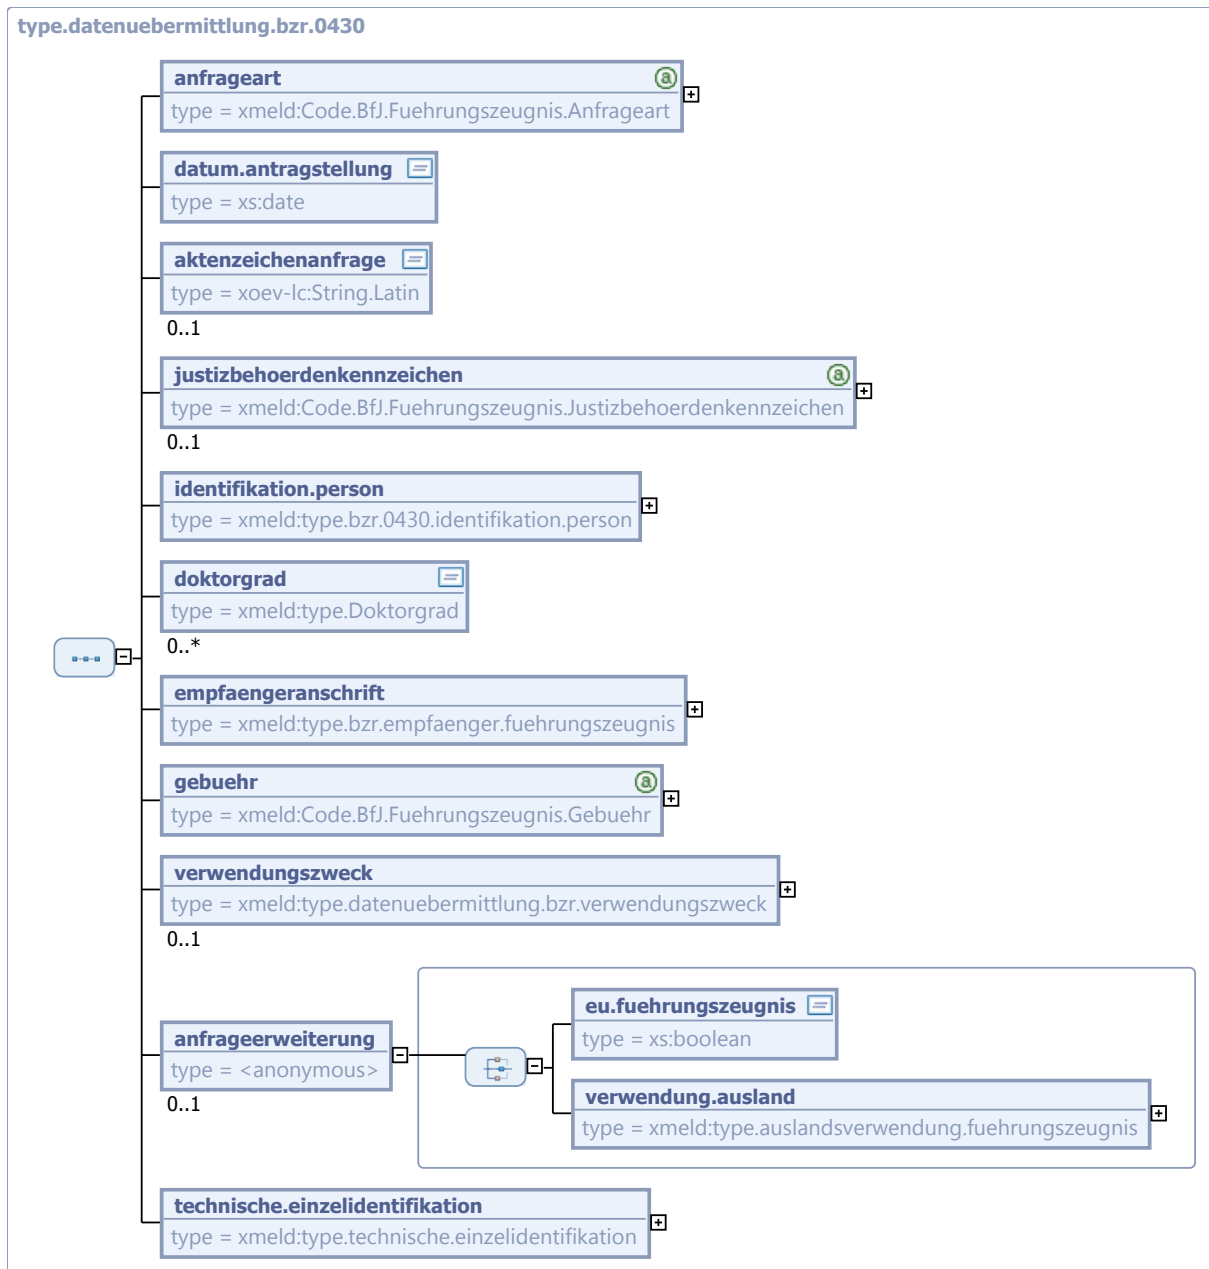 type.datenuebermittlung.bzr.0430
anfrageart
type = xmeld:Code.BfJ.Fuehrungszeugnis.Anfrageart
datum.antragstellung
type = xs:date
aktenzeichenanfrage
type = xoev-lc:String.Latin
0..1
justizbehoerdenkennzeichen
type = xmeld:Code.BfJ.Fuehrungszeugnis.Justizbehoerdenkennzeichen
0..1
identifikation.person
type = xmeld:type.bzr.0430.identifikation.person
doktorgrad
type = xmeld:type.Doktorgrad
0..*
empfaengeranschrift
type = xmeld:type.bzr.empfaenger.fuehrungszeugnis
gebuehr
type = xmeld:Code.BfJ.Fuehrungszeugnis.Gebuehr
verwendungszweck
type = xmeld:type.datenuebermittlung.bzr.verwendungszweck
0..1
anfrageerweiterung
type = <anonymous>
0..1
eu.fuehrungszeugnis
type = xs:boolean
verwendung.ausland
type = xmeld:type.auslandsverwendung.fuehrungszeugnis
technische.einzelidentifikation
type = xmeld:type.technische.einzelidentifikation